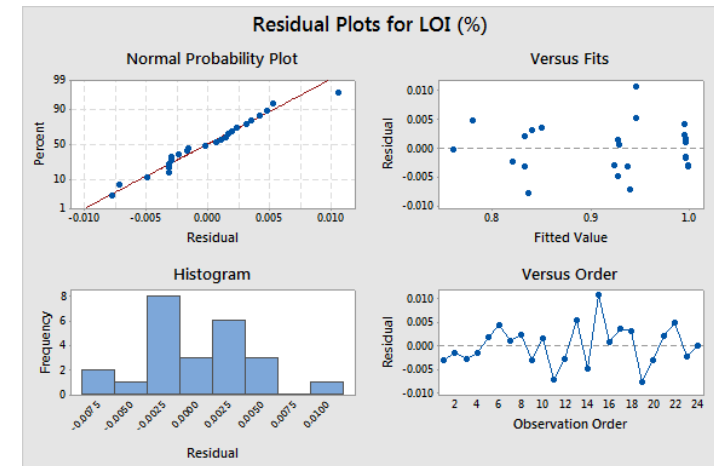 Residual Plots for LOI (%)
Normal Probability Plot
99
90
50
10
1
Percent
-0.010 -0.005 0.000 0.005 0.010
Residual
Versus Fits
0.010
0.005
0.000
-0.005
-0.010
Residual
0.8 0.9 1.0
Fitted Value
Histogram
8
6
4
2
0
Frequency
-0.0075 -0.0050 -0.0025 0.0000 0.0025 0.0050 0.0075 0.0100
Residual
Versus Order
0.010
0.005
0.000
-0.005
-0.010
Residual
2 4 6 8 10 12 14 16 18 20 22 24
Observation Order